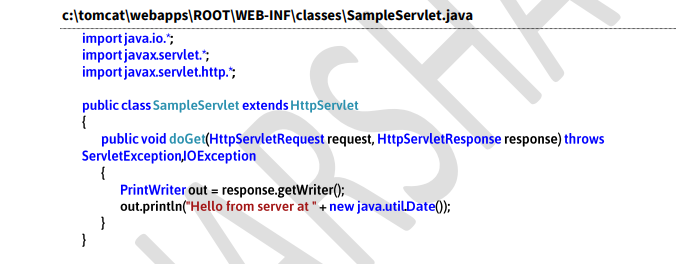 c:\tomcat\webapps\ROOT\WEB-INF\classes\SampleServlet.java
import java.io.*;
import javax.servlet.*;
import javax.servlet.http.*;
public class SampleServlet extends HttpServlet
{
public void doGet(HttpServletRequest request, HttpServletResponse response) throws
ServletException,IOException
{
PrintWriter out = response.getWriter();
out.println("Hello from server at " + new java.util.Date());
}
}